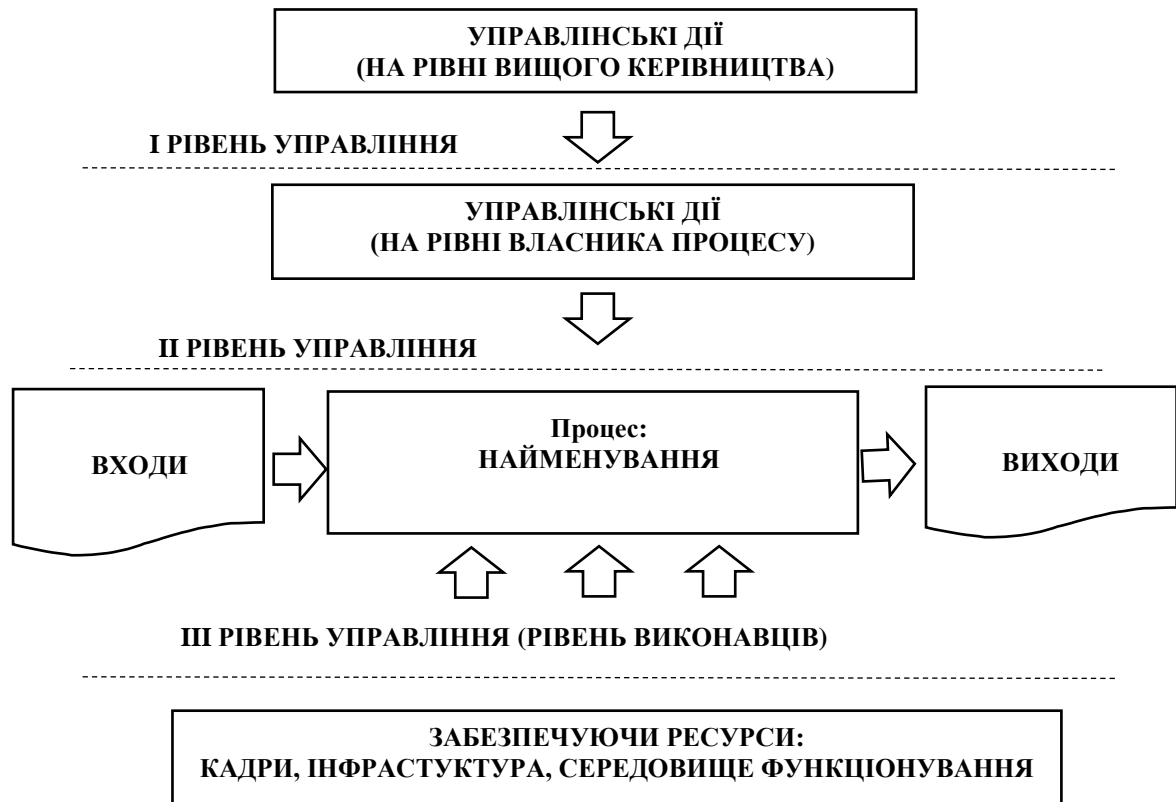 УПРАВЛІНСЬКІ ДІЇ
(НА РІВНІ ВИЩОГО КЕРІВНИЦТВА)
І РІВЕНЬ УПРАВЛІННЯ
УПРАВЛІНСЬКІ ДІЇ
(НА РІВНІ ВЛАСНИКА ПРОЦЕСУ)
ІІ РІВЕНЬ УПРАВЛІННЯ
ВХОДИ
Процес:
НАЙМЕНУВАННЯ
ВИХОДИ
ІІІ РІВЕНЬ УПРАВЛІННЯ (РІВЕНЬ ВИКОНАВЦІВ)
ЗАБЕЗПЕЧУЮЧИ РЕСУРСИ:
КАДРИ, ІНФРАСТУКТУРА, СЕРЕДОВИЩЕ ФУНКЦІОНУВАННЯ